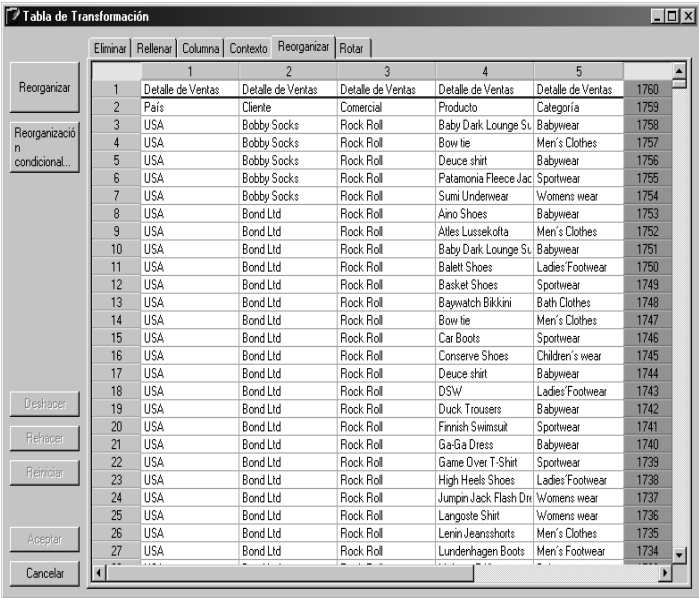 Tabla de Transformación
Eliminar Rellenar Columna Contexto Reorganizar Rotar
Reorganizar
Reorganizació
n
condicional...
Deshacer
Rehacer
Reiniciar
Aceptar
Cancelar
1 2 3 4 5
1 Detalle de Ventas Detalle de Ventas Detalle de Ventas Detalle de Ventas Detalle de Ventas 1760
2 País Cliente Comercial Producto Categoría 1759
3 USA Bobby Socks Rock Roll Baby Dark Lounge Su Babywear 1758
4 USA Bobby Socks Rock Roll Bow tie Men´s Clothes 1757
5 USA Bobby Socks Rock Roll Deuce shirt Babywear 1756
6 USA Bobby Socks Rock Roll Patamonia Fleece Jac Sportwear 1755
7 USA Bobby Socks Rock Roll Sumi Underwear Womens wear 1754
8 USA Bond Ltd Rock Roll Aino Shoes Babywear 1753
9 USA Bond Ltd Rock Roll Atles Lussekofta Men´s Clothes 1752
10 USA Bond Ltd Rock Roll Baby Dark Lounge Su Babywear 1751
11 USA Bond Ltd Rock Roll Balett Shoes Ladies´Footwear 1750
12 USA Bond Ltd Rock Roll Basket Shoes Sportwear 1749
13 USA Bond Ltd Rock Roll Baywatch Bikkini Bath Clothes 1748
14 USA Bond Ltd Rock Roll Bow tie Men´s Clothes 1747
15 USA Bond Ltd Rock Roll Car Boots Sportwear 1746
16 USA Bond Ltd Rock Roll Conserve Shoes Children´s wear 1745
17 USA Bond Ltd Rock Roll Deuce shirt Babywear 1744
18 USA Bond Ltd Rock Roll DSW Ladies´Footwear 1743
19 USA Bond Ltd Rock Roll Duck Trousers Babywear 1742
20 USA Bond Ltd Rock Roll Finnish Swimsuit Sportwear 1741
21 USA Bond Ltd Rock Roll Ga-Ga Dress Babywear 1740
22 USA Bond Ltd Rock Roll Game Over T-Shirt Sportwear 1739
23 USA Bond Ltd Rock Roll High Heels Shoes Ladies´Footwear 1738
24 USA Bond Ltd Rock Roll Jumpin Jack Flash Dre Womens wear 1737
25 USA Bond Ltd Rock Roll Langoste Shirt Womens wear 1736
26 USA Bond Ltd Rock Roll Lenin Jeansshorts Men´s Clothes 1735
27 USA Bond Ltd Rock Roll Lundenhagen Boots Men´s Footwear 1734